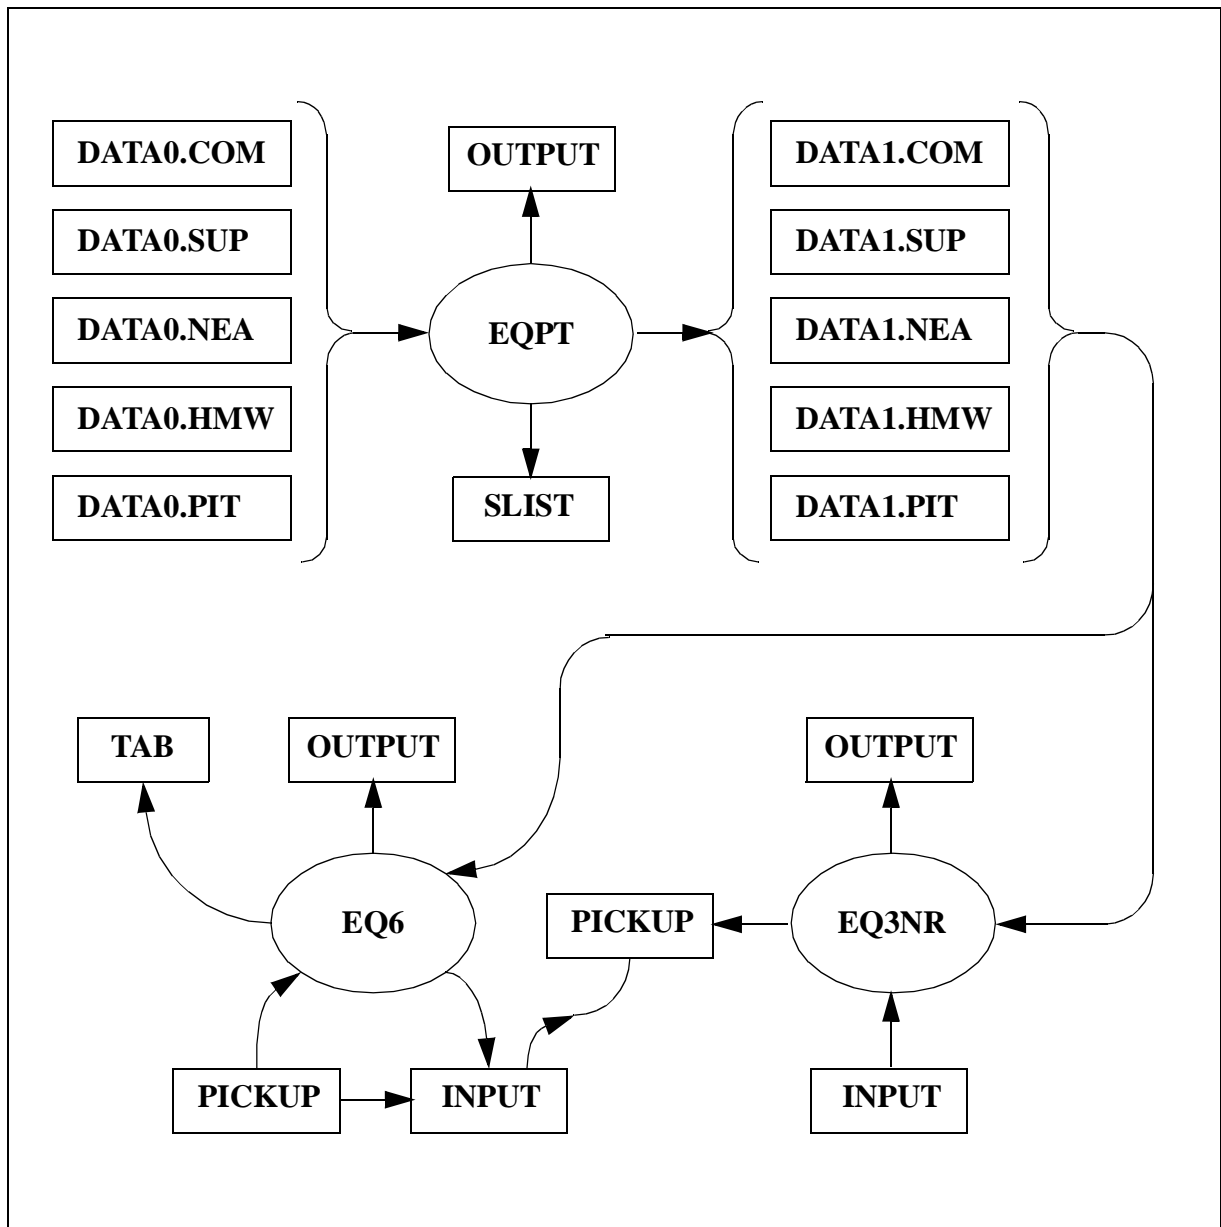 DATA0.COM
DATA0.SUP
DATA0.NEA
DATA0.HMW
DATA0.PIT
OUTPUT
EQPT
SLIST
DATA1.COM
DATA1.SUP
DATA1.NEA
DATA1.HMW
DATA1.PIT
TAB
OUTPUT
EQ6
PICKUP
INPUT
OUTPUT
PICKUP
EQ3NR
INPUT